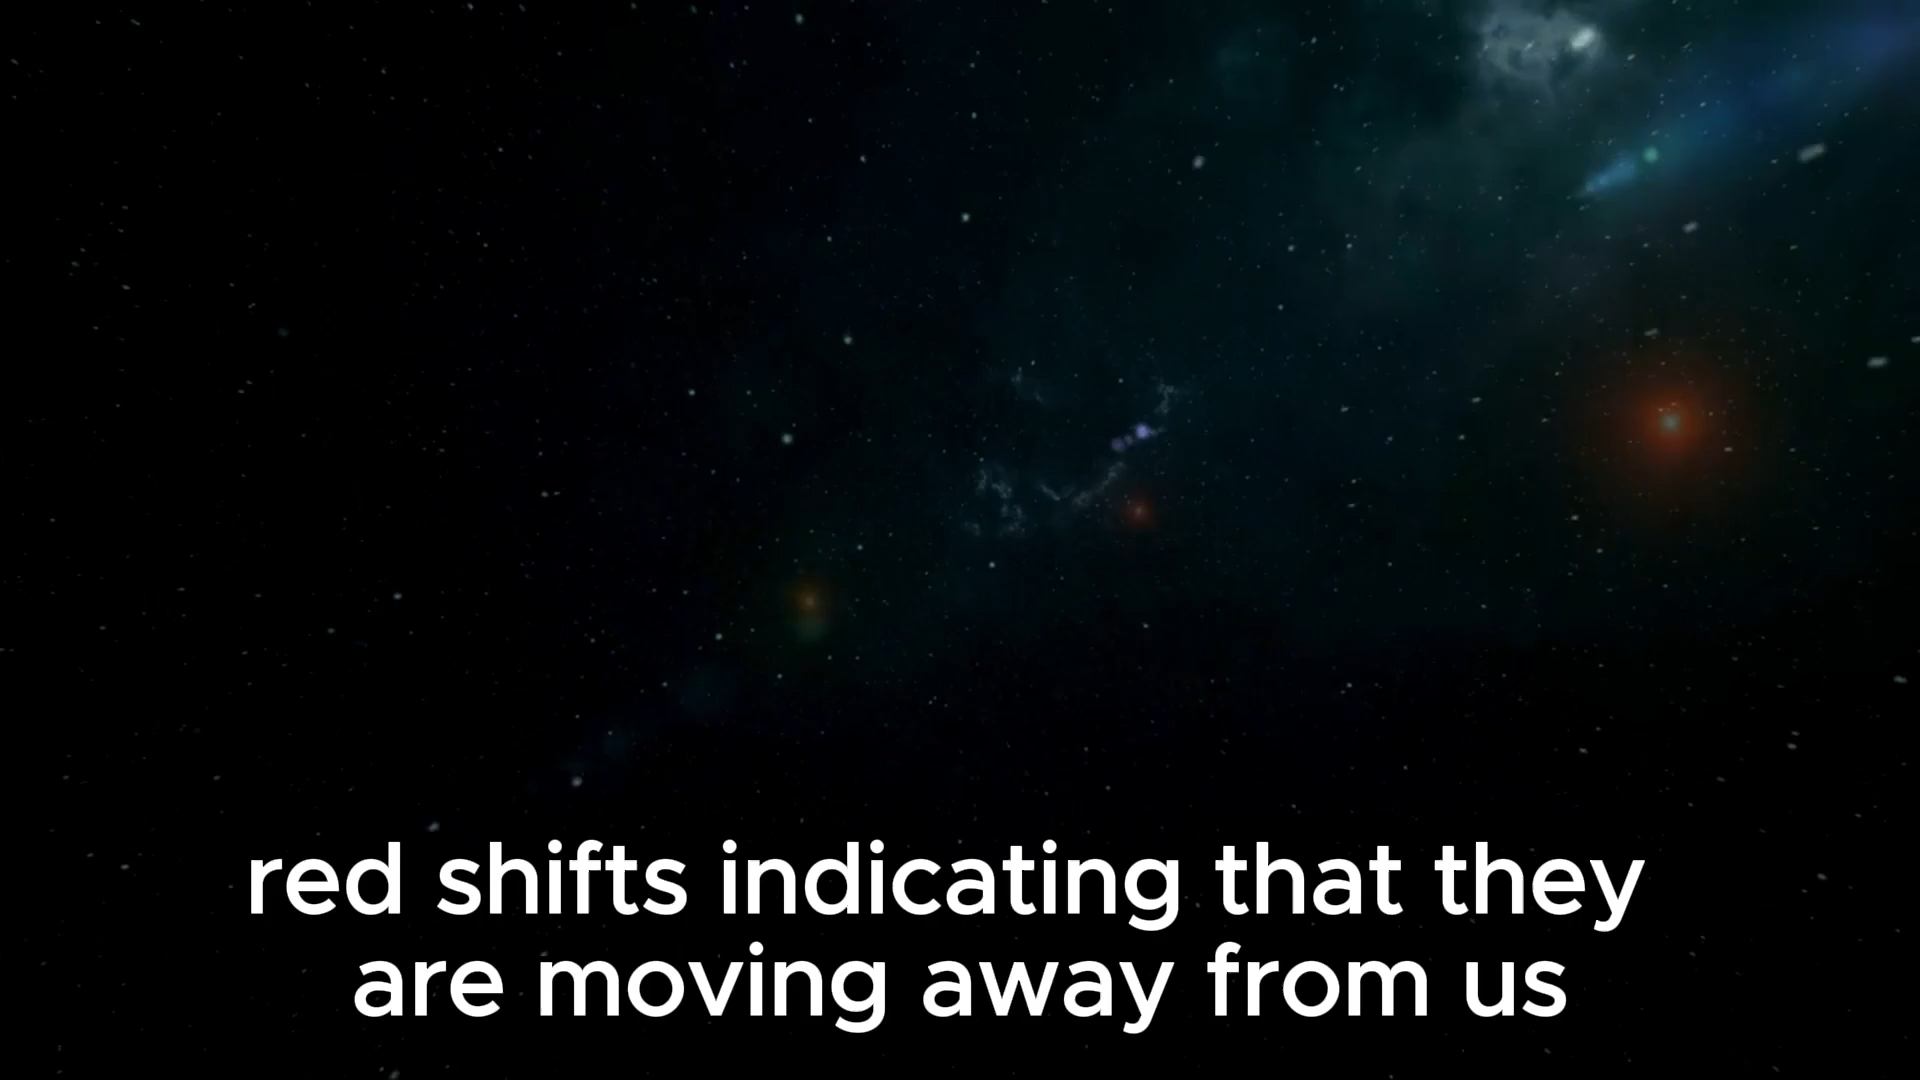 red shifts indicating that they
are moving away from us